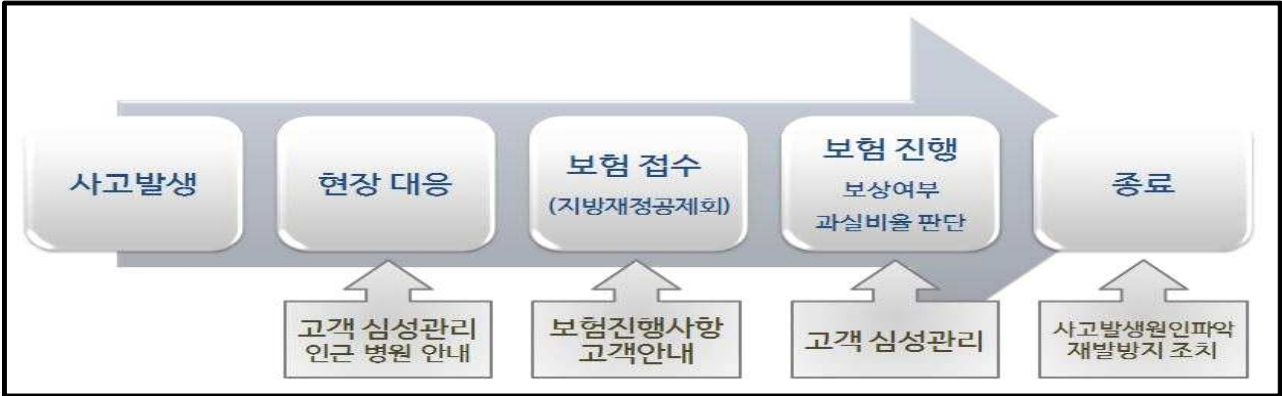 사고발생
현장 대응
보험 접수
(지방재정공제회)
보험 진행
보상여부
과실비율 판단
종료
고객 심성관리
인근 병원 안내
보험진행사항
고객안내
고객 심성관리
사고발생원인파악
재발방지 조치